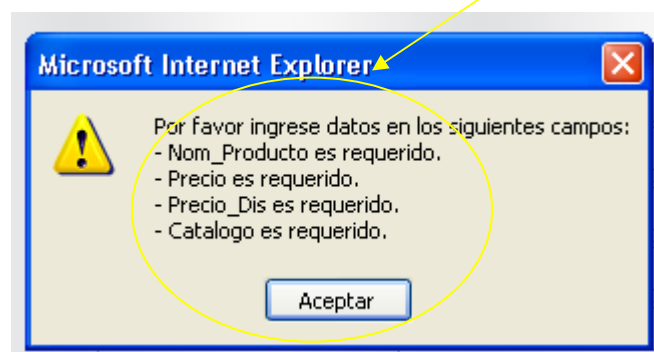 Microsoft Internet Explorer
Por favor ingrese datos en los siguientes campos:
- Nom_Producto es requerido.
- Precio es requerido.
- Precio_Dis es requerido.
- Catalogo es requerido.
Aceptar